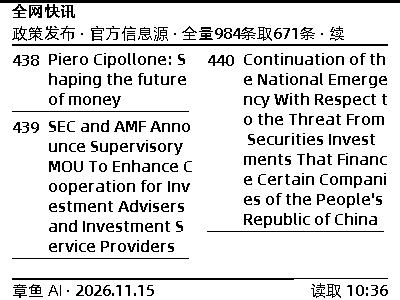 全网快讯
政策发布 · 官方信息源 · 全量984条取671条 · 续
438 Piero Cipollone: S
haping the future
of money
439 SEC and AMF Anno
unce Supervisory
MOU To Enhance C
ooperation for Inv
estment Advisers
and Investment S
ervice Providers
440 Continuation of th
e National Emerge
ncy With Respect t
o the Threat From
Securities Invest
ments That Financ
e Certain Compani
es of the People's
Republic of China
章鱼 AI · 2026.11.15
读取 10:36